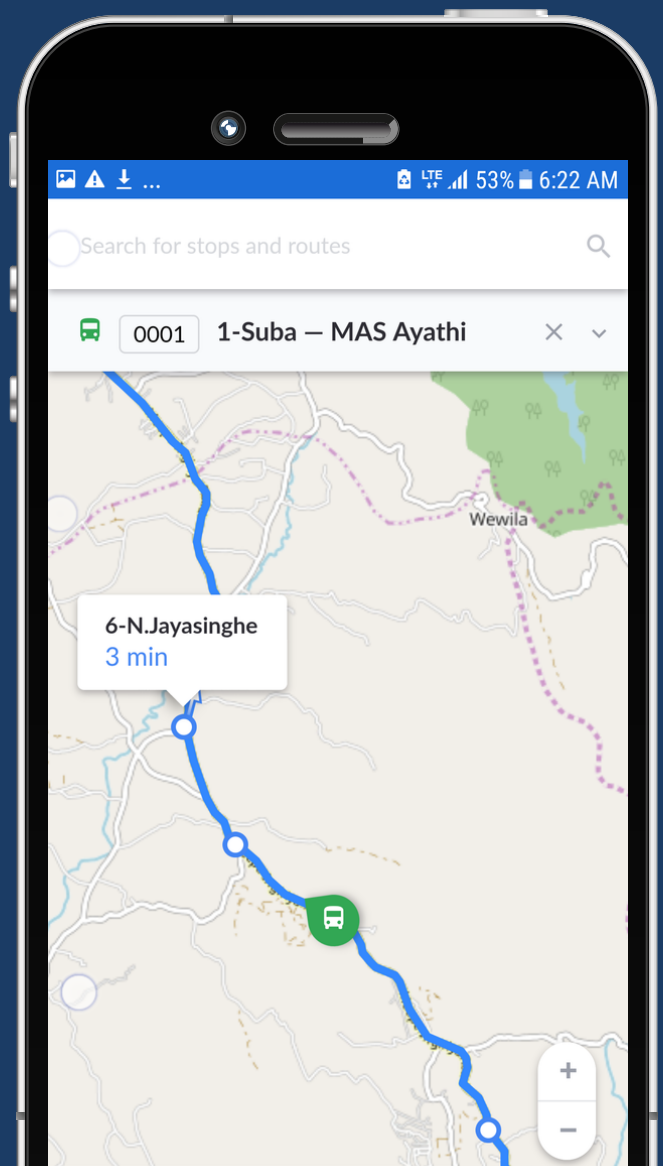 ... LTE 53% 6:22 AM
Search for stops and routes
0001 1-Suba — MAS Ayathi
Wewila
6-N.Jayasinghe
3 min
+
−